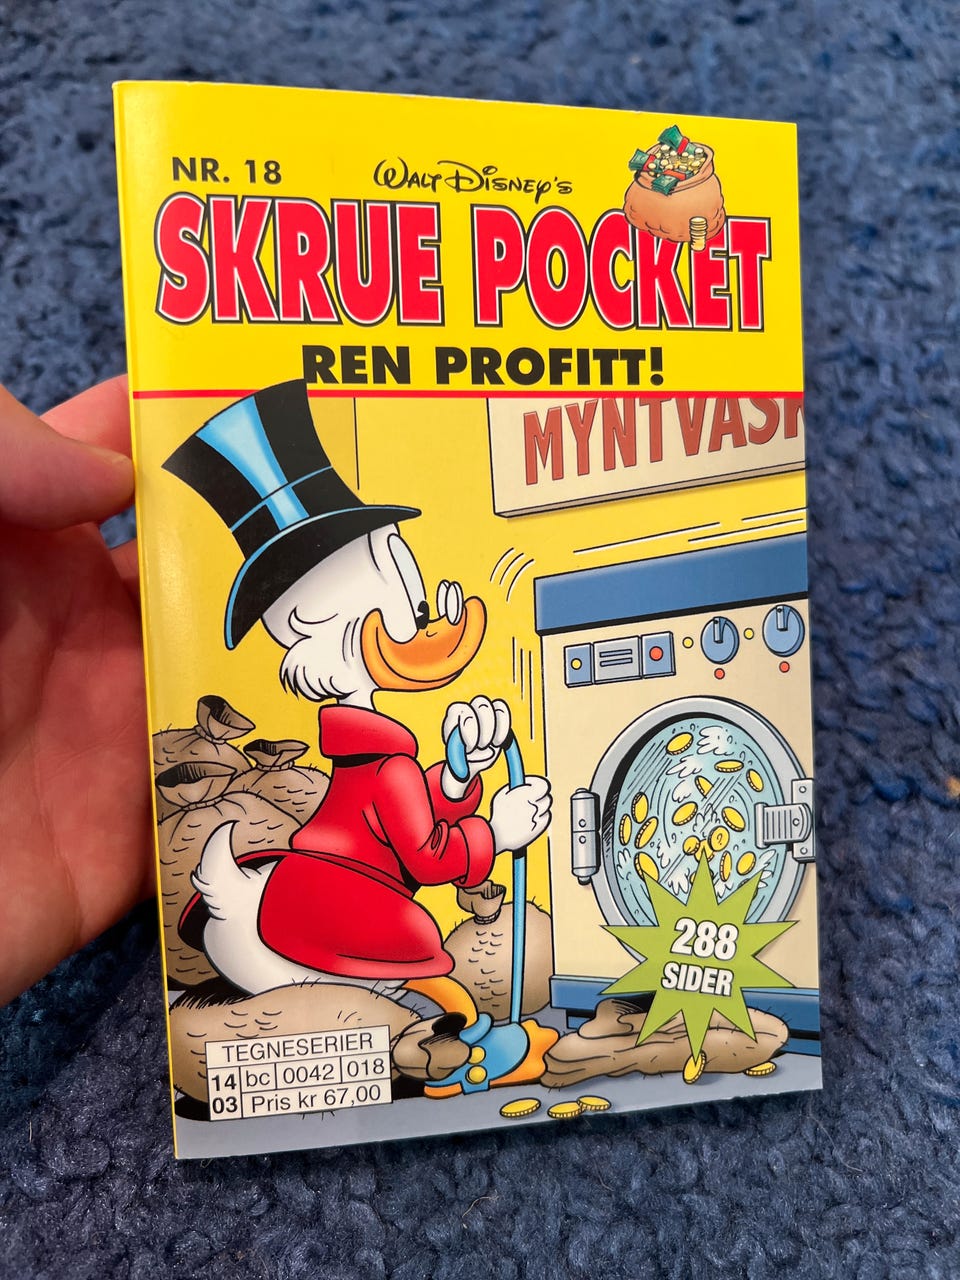 NR. 18
WALT DISNEY'S
SKRUE POCKET
REN PROFITT!
MYNTVASK
288
SIDER
TEGNESERIER
14 bc 0042 018
03 Pris kr 67,00